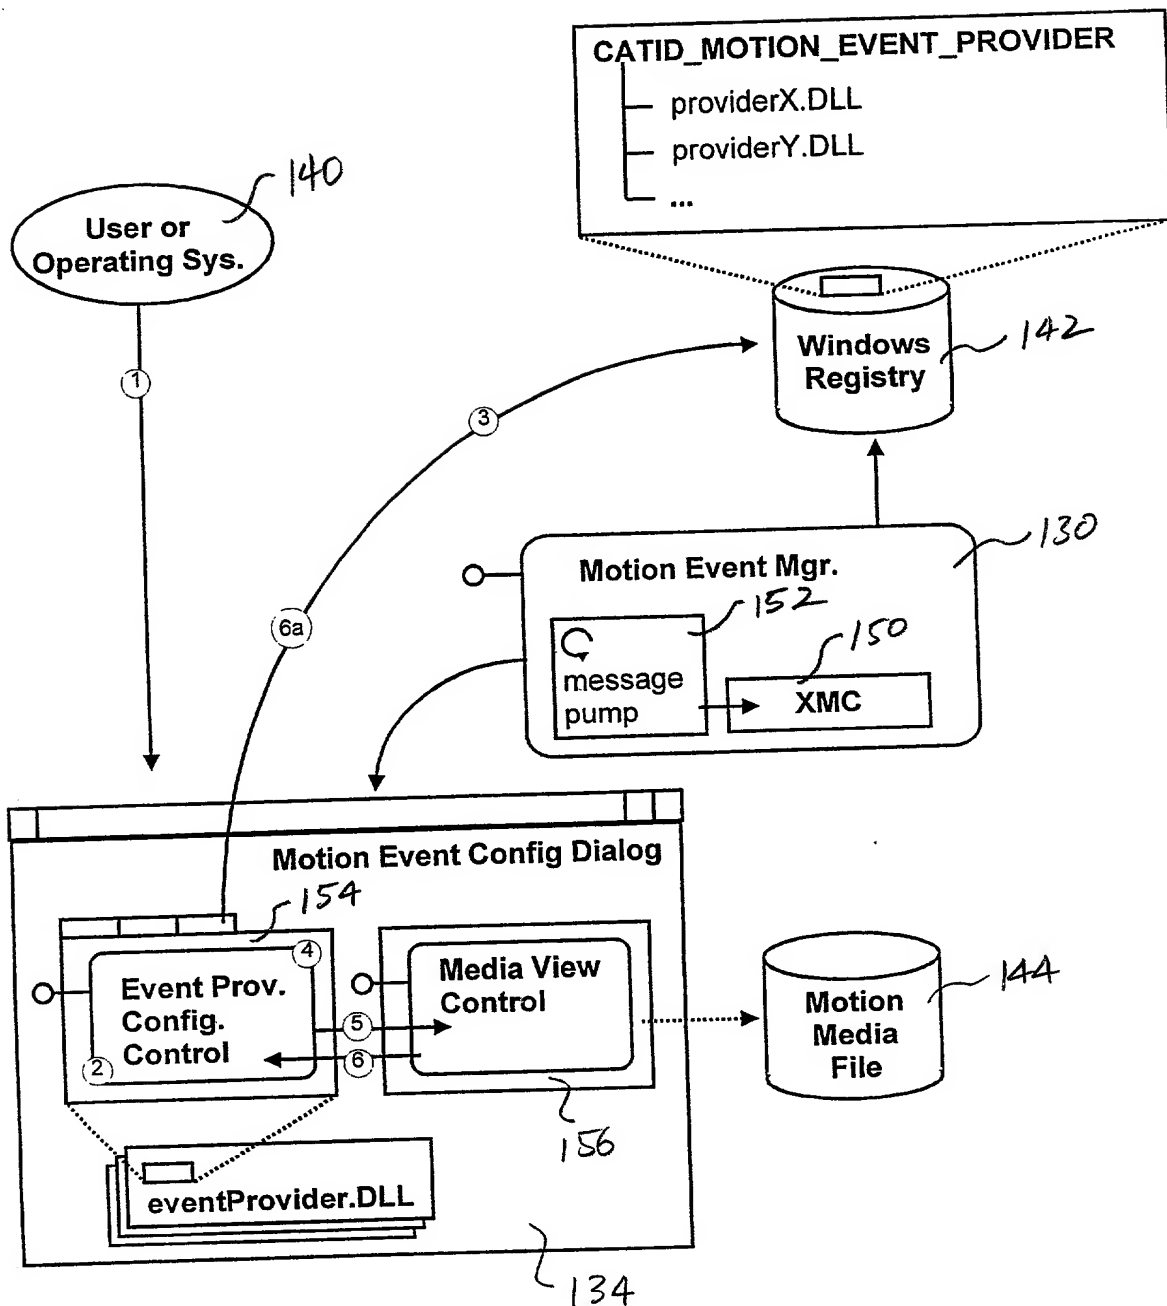 CATID_MOTION_EVENT_PROVIDER
providerX.DLL
providerY.DLL
...
140
User or
Operating Sys.
1
Windows
Registry
142
3
6a
130
Motion Event Mgr.
152
150
message
pump
XMC
Motion Event Config Dialog
154
4
Event Prov.
Config.
Control
2
5
6
Media View
Control
156
144
Motion
Media
File
eventProvider.DLL
134